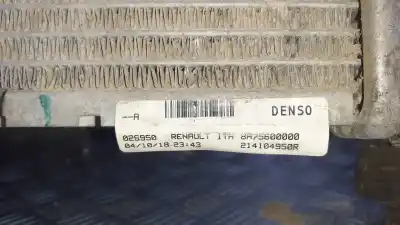 --A DENSO
026950 RENAULT ITA 8A75600000
04/10/18 23:43 214104950R